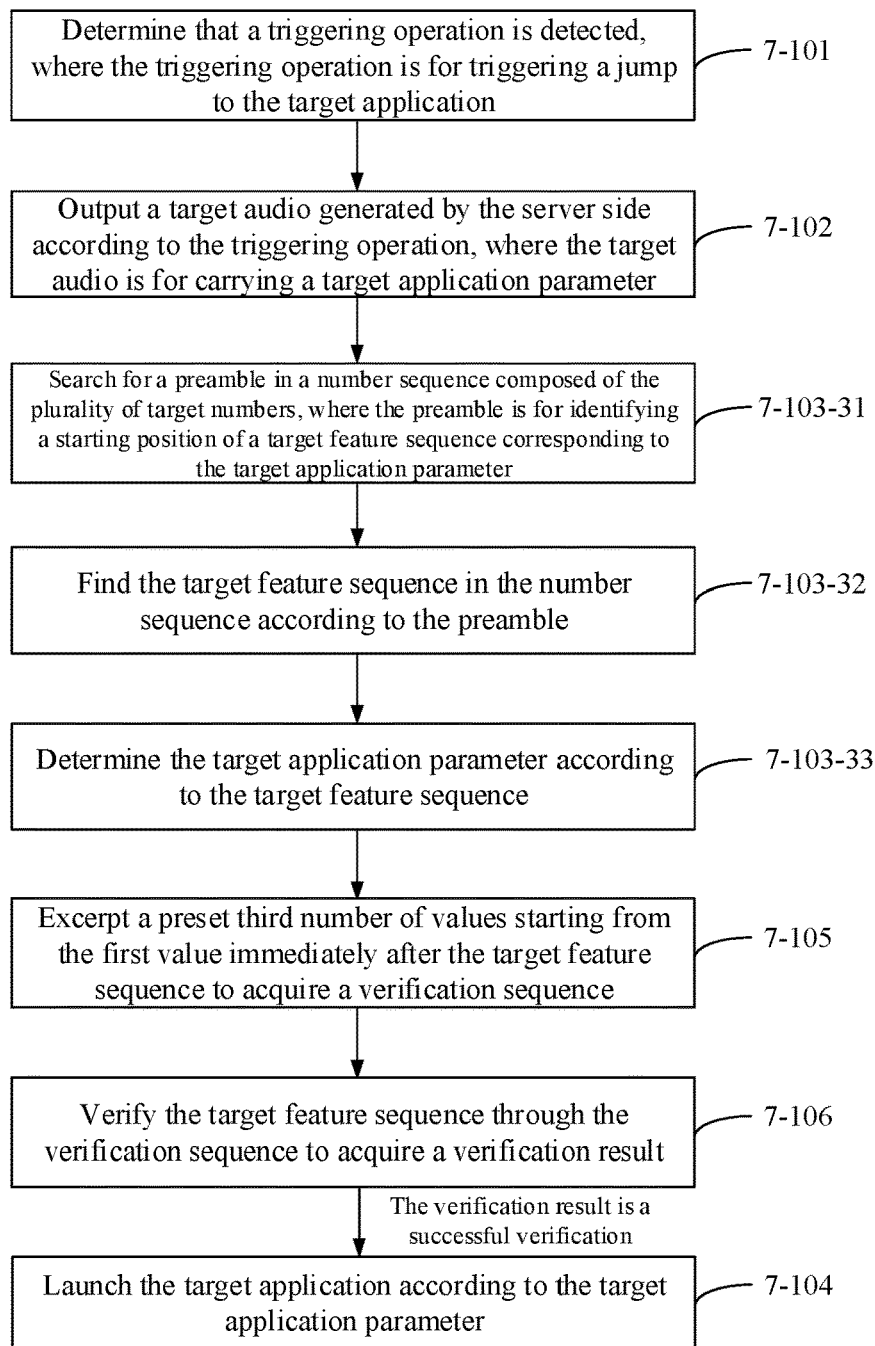 Determine that a triggering operation is detected,
where the triggering operation is for triggering a jump
to the target application
7-101
Output a target audio generated by the server side
according to the triggering operation, where the target
audio is for carrying a target application parameter
7-102
Search for a preamble in a number sequence composed of the
plurality of target numbers, where the preamble is for identifying
a starting position of a target feature sequence corresponding to
the target application parameter
7-103-31
Find the target feature sequence in the number
sequence according to the preamble
7-103-32
Determine the target application parameter according
to the target feature sequence
7-103-33
Excerpt a preset third number of values starting from
the first value immediately after the target feature
sequence to acquire a verification sequence
7-105
Verify the target feature sequence through the
verification sequence to acquire a verification result
7-106
The verification result is a
successful verification
Launch the target application according to the target
application parameter
7-104